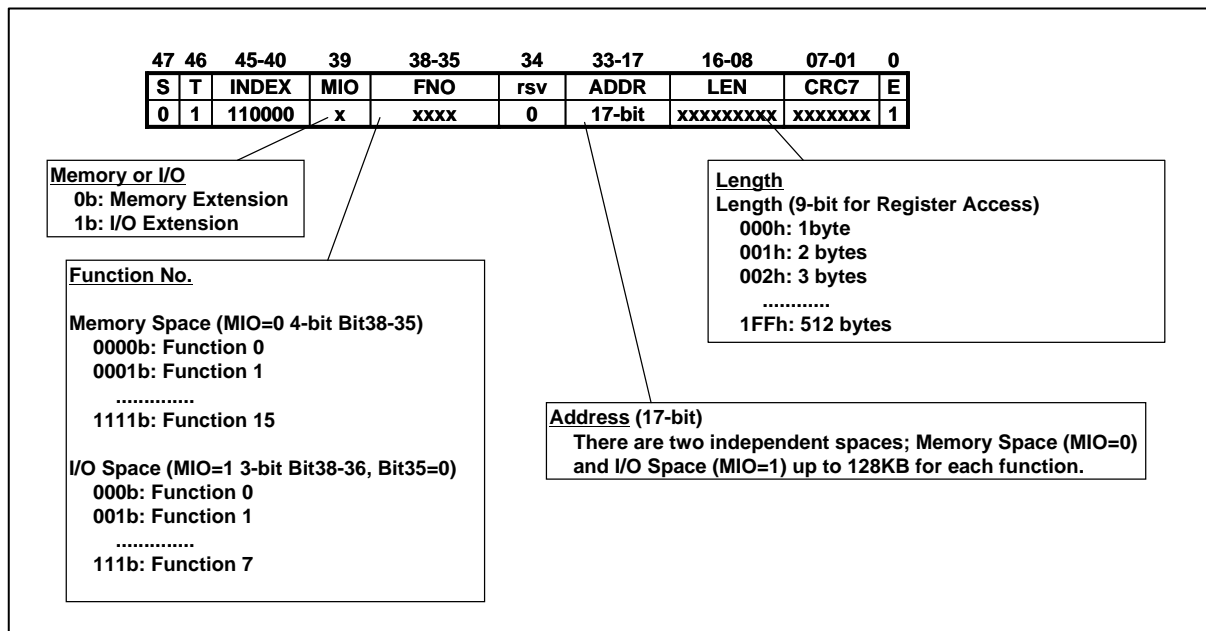 47 46 45-40 39 38-35 34 33-17 16-08 07-01 0
S T INDEX MIO FNO rsv ADDR LEN CRC7 E
0 1 110000 x xxxx 0 17-bit xxxxxxxxx xxxxxxx 1
Memory or I/O
0b: Memory Extension
1b: I/O Extension
Function No.
Memory Space (MIO=0 4-bit Bit38-35)
0000b: Function 0
0001b: Function 1
..............
1111b: Function 15
I/O Space (MIO=1 3-bit Bit38-36, Bit35=0)
000b: Function 0
001b: Function 1
..............
111b: Function 7
Length
Length (9-bit for Register Access)
000h: 1byte
001h: 2 bytes
002h: 3 bytes
............
1FFh: 512 bytes
Address (17-bit)
There are two independent spaces; Memory Space (MIO=0)
and I/O Space (MIO=1) up to 128KB for each function.